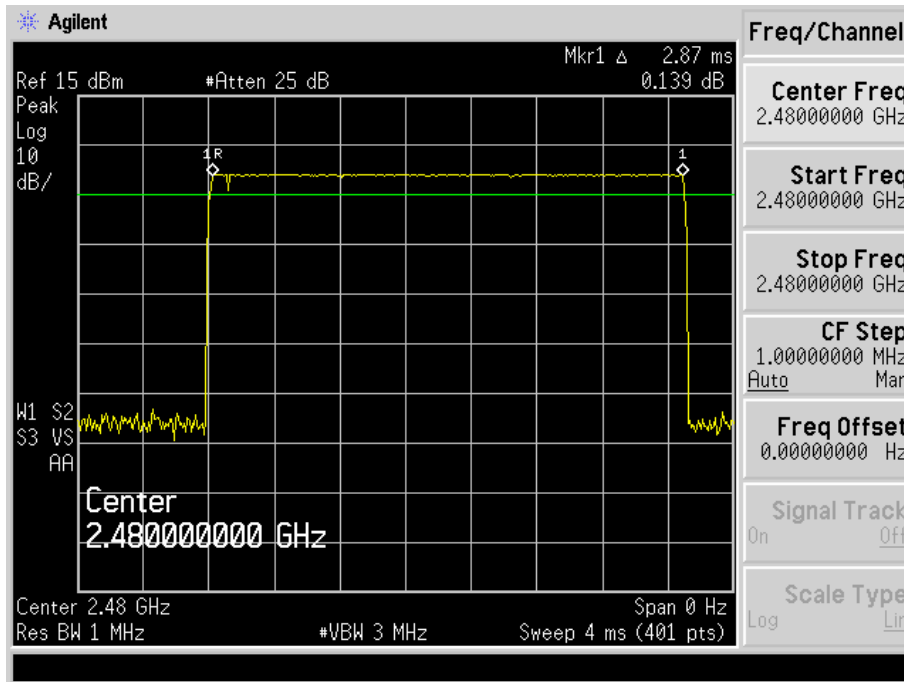 Agilent
Freq/Channel
Mkr1 Δ 2.87 ms
Ref 15 dBm #Atten 25 dB 0.139 dB
Peak
Log
10
dB/
1R
1
W1 S2
S3 VS
AA
Center
2.480000000 GHz
Center 2.48 GHz Span 0 Hz
Res BW 1 MHz #VBW 3 MHz Sweep 4 ms (401 pts)
Center Freq
2.48000000 GHz
Start Freq
2.48000000 GHz
Stop Freq
2.48000000 GHz
CF Step
1.00000000 MHz
Auto Man
Freq Offset
0.00000000 Hz
Signal Track
On Off
Scale Type
Log Lin